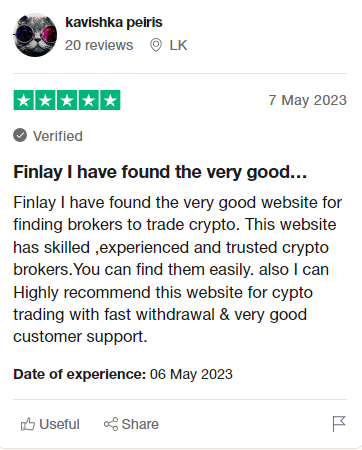 kavishka peiris
20 reviews LK
7 May 2023
Verified
Finlay I have found the very good…
Finlay I have found the very good website for
finding brokers to trade crypto. This website
has skilled ,experienced and trusted crypto
brokers.You can find them easily. also I can
Highly recommend this website for cypto
trading with fast withdrawal & very good
customer support.
Date of experience: 06 May 2023
Useful Share